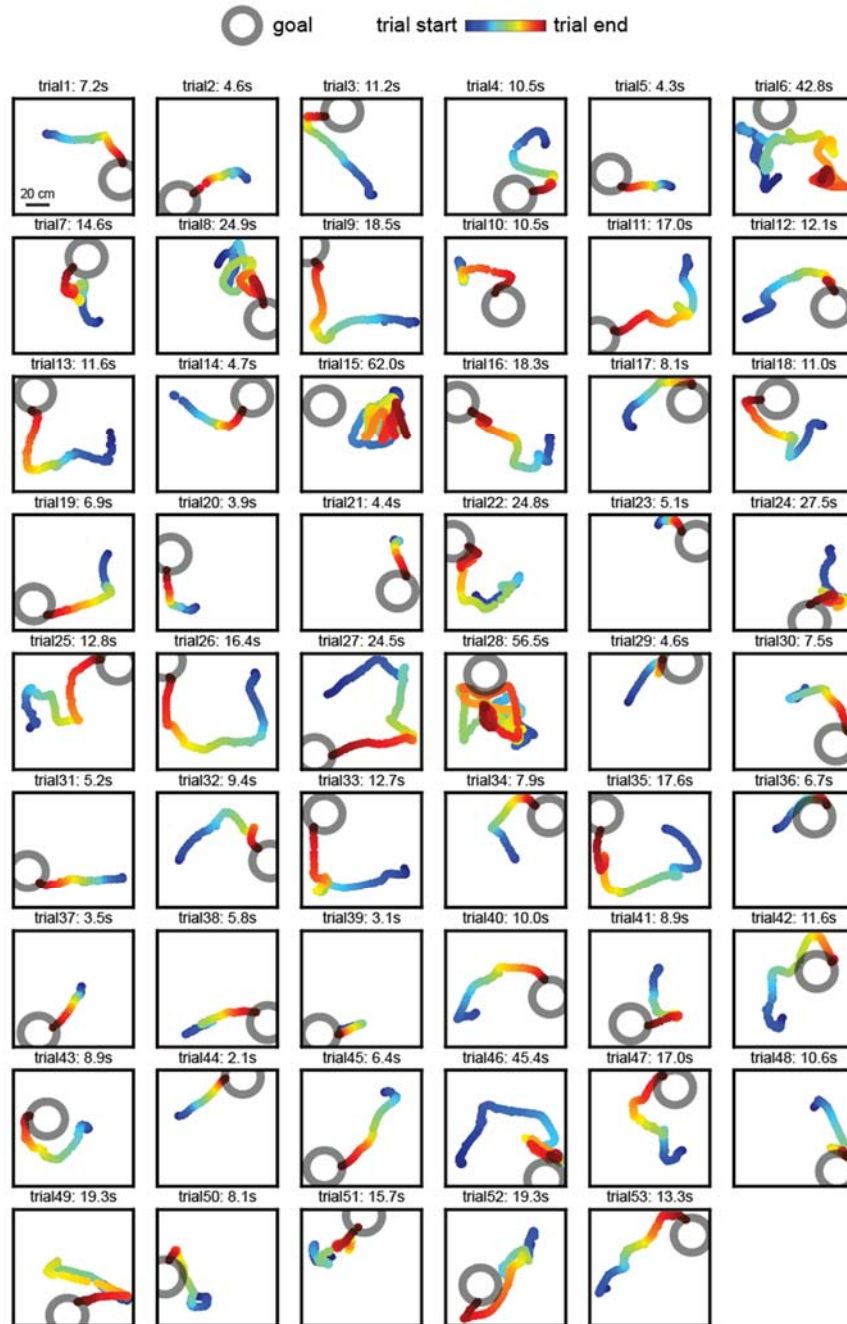 goal trial start trial end
trial1: 7.2s trial2: 4.6s trial3: 11.2s trial4: 10.5s trial5: 4.3s trial6: 42.8s
20 cm
trial7: 14.6s trial8: 24.9s trial9: 18.5s trial10: 10.5s trial11: 17.0s trial12: 12.1s
trial13: 11.6s trial14: 4.7s trial15: 62.0s trial16: 18.3s trial17: 8.1s trial18: 11.0s
trial19: 6.9s trial20: 3.9s trial21: 4.4s trial22: 24.8s trial23: 5.1s trial24: 27.5s
trial25: 12.8s trial26: 16.4s trial27: 24.5s trial28: 56.5s trial29: 4.6s trial30: 7.5s
trial31: 5.2s trial32: 9.4s trial33: 12.7s trial34: 7.9s trial35: 17.6s trial36: 6.7s
trial37: 3.5s trial38: 5.8s trial39: 3.1s trial40: 10.0s trial41: 8.9s trial42: 11.6s
trial43: 8.9s trial44: 2.1s trial45: 6.4s trial46: 45.4s trial47: 17.0s trial48: 10.6s
trial49: 19.3s trial50: 8.1s trial51: 15.7s trial52: 19.3s trial53: 13.3s